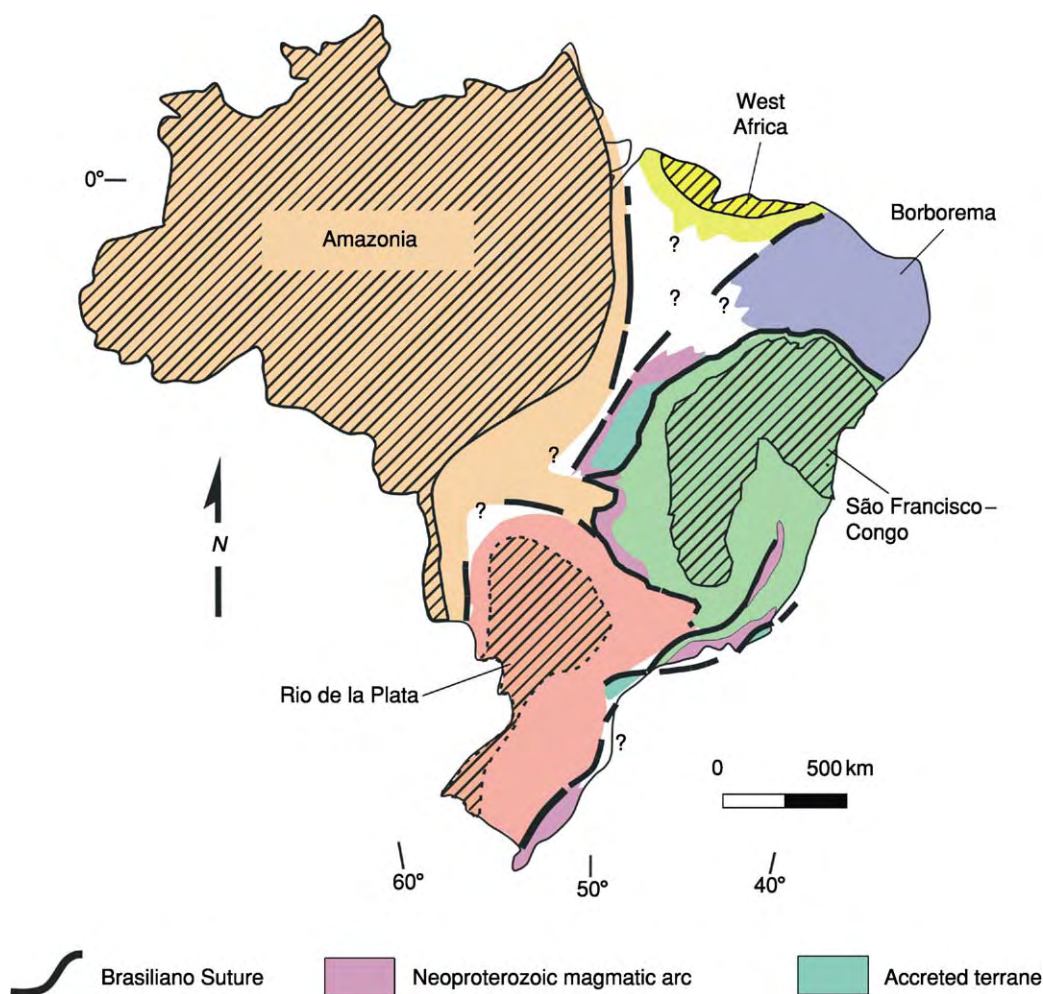 West
Africa
0°
Borborema
Amazonia
?
?
?
?
São Francisco–
Congo
?
N
Rio de la Plata
?
0 500 km
60°
50°
40°
Brasiliano Suture
Neoproterozoic magmatic arc
Accreted terrane